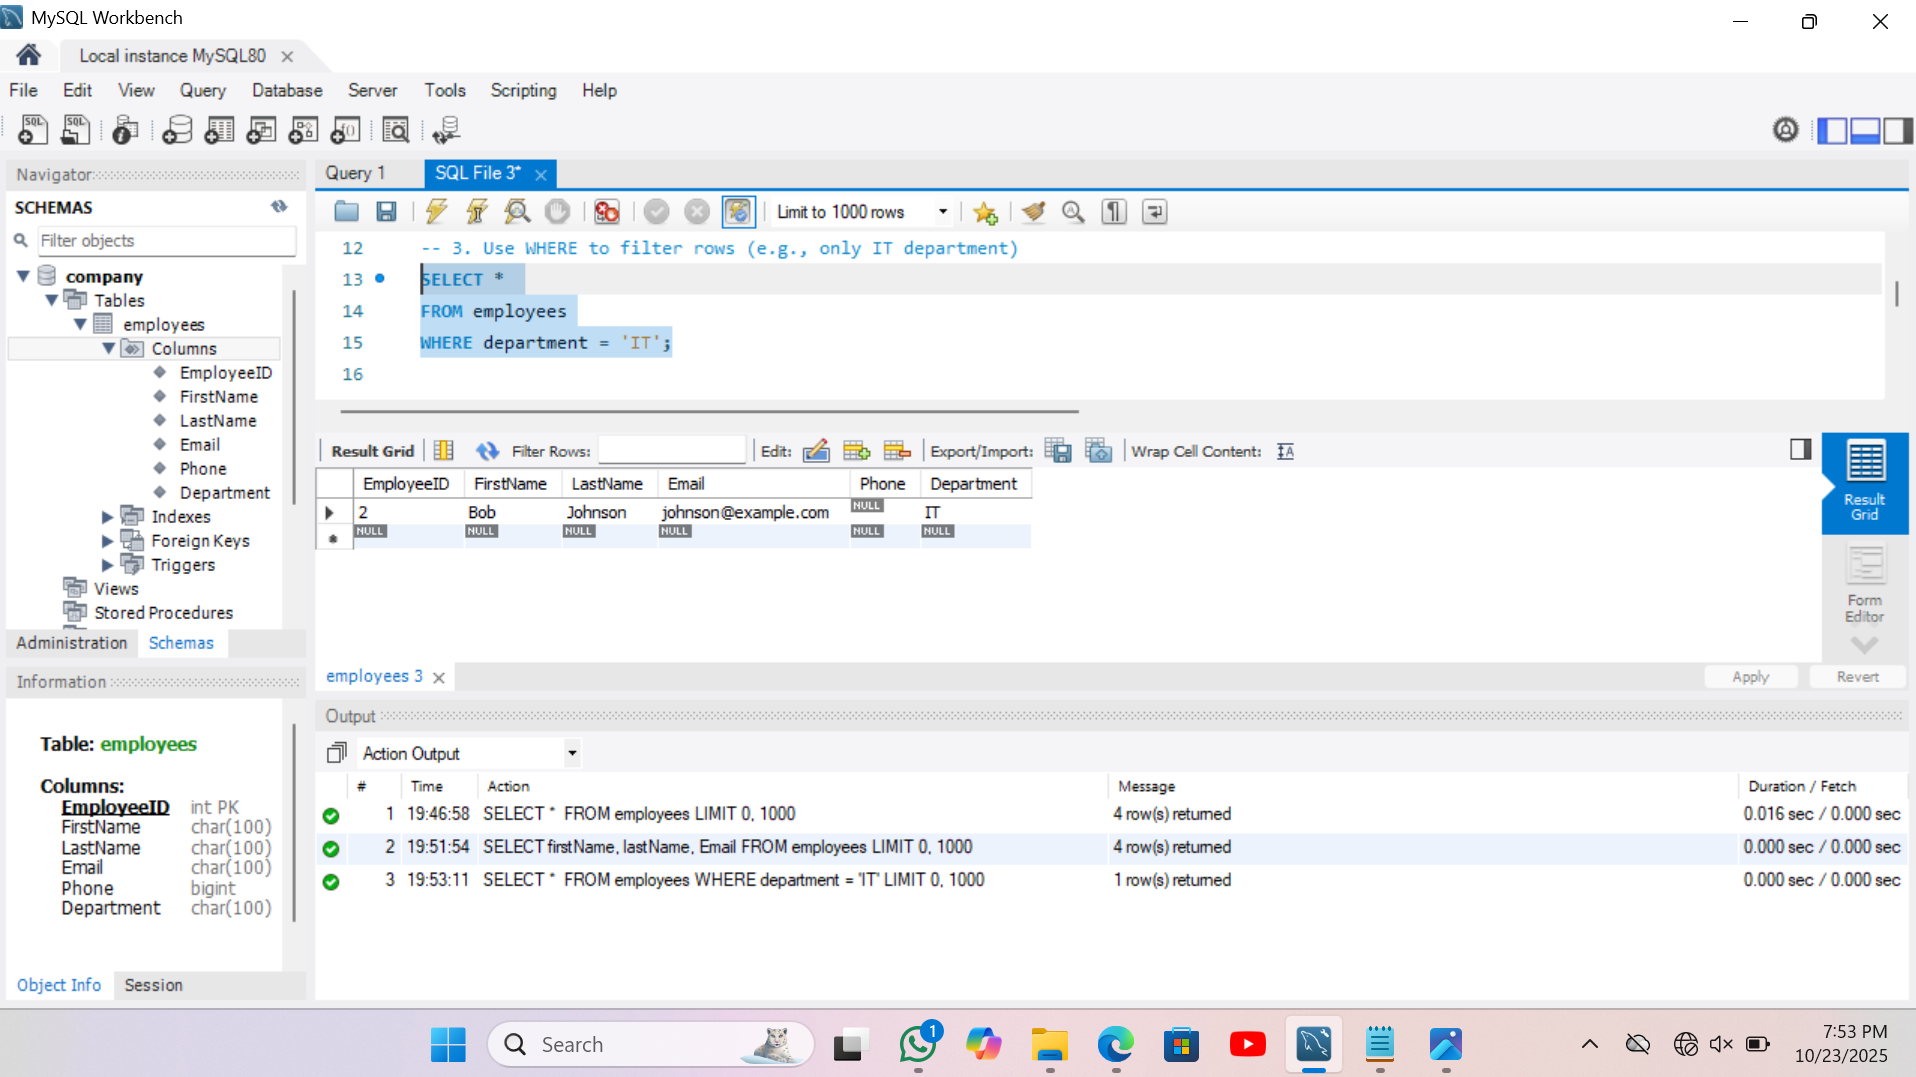 MySQL Workbench
Local instance MySQL80
File Edit View Query Database Server Tools Scripting Help
Navigator
SCHEMAS
Filter objects
company
Tables
employees
Columns
EmployeeID
FirstName
LastName
Email
Phone
Department
Indexes
Foreign Keys
Triggers
Views
Stored Procedures
Administration Schemas
Information
Table: employees
Columns:
EmployeeID int PK
FirstName char(100)
LastName char(100)
Email char(100)
Phone bigint
Department char(100)
Object Info Session
Query 1 SQL File 3*
Limit to 1000 rows
12 -- 3. Use WHERE to filter rows (e.g., only IT department)
13 SELECT *
14 FROM employees
15 WHERE department = 'IT';
16
Result Grid Filter Rows: Edit: Export/Import: Wrap Cell Content:
EmployeeID FirstName LastName Email Phone Department
2 Bob Johnson johnson@example.com NULL IT
NULL NULL NULL NULL NULL NULL
Result
Grid
Form
Editor
employees 3
Apply Revert
Output
Action Output
# Time Action Message Duration / Fetch
1 19:46:58 SELECT * FROM employees LIMIT 0, 1000 4 row(s) returned 0.016 sec / 0.000 sec
2 19:51:54 SELECT firstName, lastName, Email FROM employees LIMIT 0, 1000 4 row(s) returned 0.000 sec / 0.000 sec
3 19:53:11 SELECT * FROM employees WHERE department = 'IT' LIMIT 0, 1000 1 row(s) returned 0.000 sec / 0.000 sec
Search
1
7:53 PM
10/23/2025